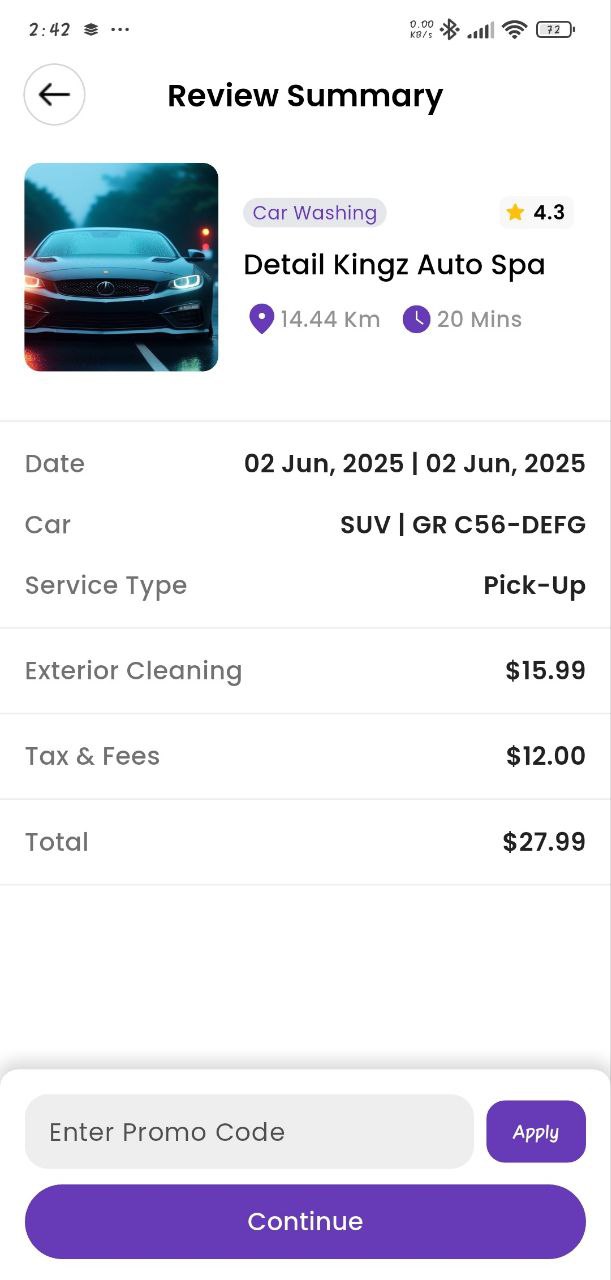 2:42 ...
0.00
KB/s
72
Review Summary
Car Washing
4.3
Detail Kingz Auto Spa
14.44 Km 20 Mins
Date 02 Jun, 2025 | 02 Jun, 2025
Car SUV | GR C56-DEFG
Service Type Pick-Up
Exterior Cleaning $15.99
Tax & Fees $12.00
Total $27.99
Enter Promo Code Apply
Continue